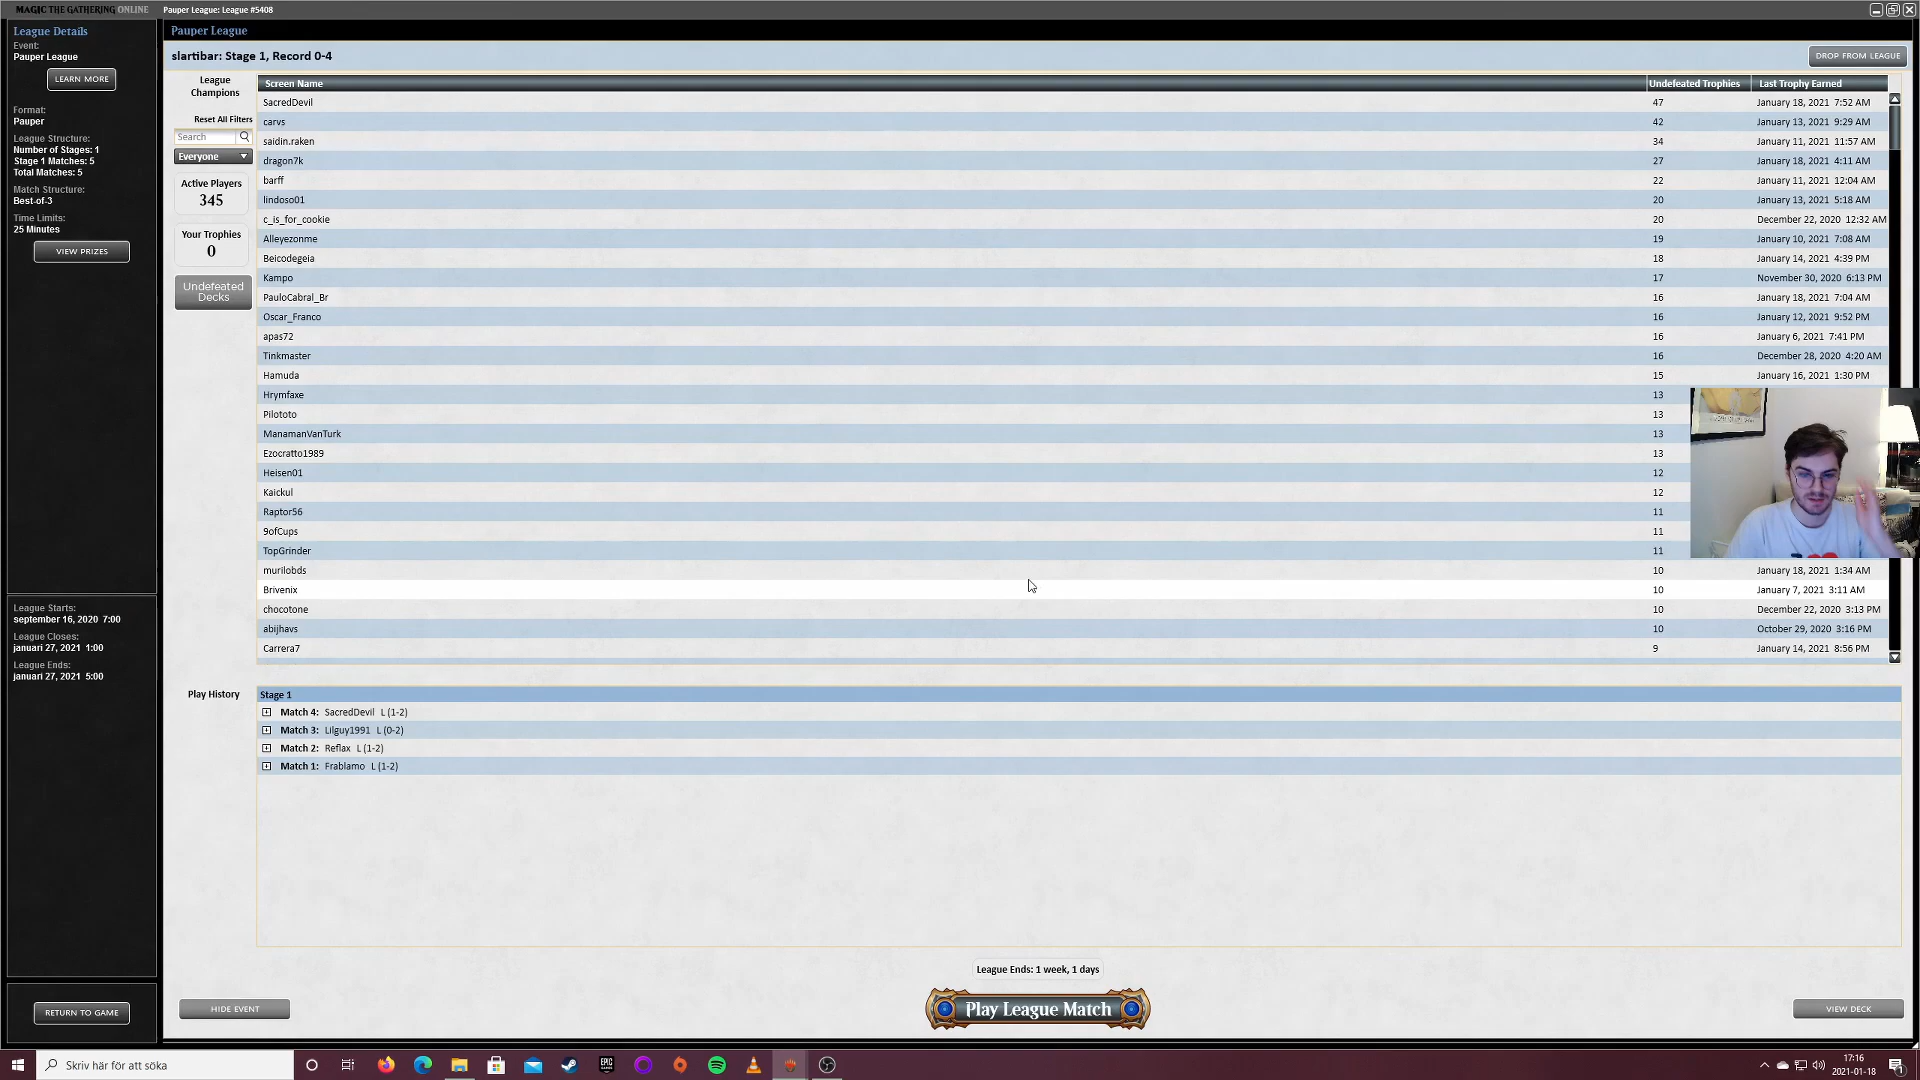 MAGIC THE GATHERING ONLINE
Pauper League: League #5408
League Details
Event:
Pauper League
LEARN MORE
Format:
Pauper
League Structure:
Number of Stages: 1
Stage 1 Matches: 5
Total Matches: 5
Match Structure:
Best-of-3
Time Limits:
25 Minutes
VIEW PRIZES
League Starts:
september 16, 2020 7:00
League Closes:
januari 27, 2021 1:00
League Ends:
januari 27, 2021 5:00
RETURN TO GAME
Pauper League
slartibar: Stage 1, Record 0-4
DROP FROM LEAGUE
League Champions
Reset All Filters
Search
Everyone
Active Players
345
Your Trophies
0
Undefeated Decks
Screen Name Undefeated Trophies Last Trophy Earned
SacredDevil 47 January 18, 2021 7:52 AM
carvs 42 January 13, 2021 9:29 AM
saidin.raken 34 January 11, 2021 11:57 AM
dragon7k 27 January 18, 2021 4:11 AM
barff 22 January 11, 2021 12:04 AM
lindoso01 20 January 13, 2021 5:18 AM
c_is_for_cookie 20 December 22, 2020 12:32 AM
Alleyezonme 19 January 10, 2021 7:08 AM
Beicodegeia 18 January 14, 2021 4:39 PM
Kampo 17 November 30, 2020 6:13 PM
PauloCabral_Br 16 January 18, 2021 7:04 AM
Oscar_Franco 16 January 12, 2021 9:52 PM
apas72 16 January 6, 2021 7:41 PM
Tinkmaster 16 December 28, 2020 4:20 AM
Hamuda 15 January 16, 2021 1:30 PM
Hrymfaxe 13
Pilototo 13
ManamanVanTurk 13
Ezocratto1989 13
Heisen01 12
Kaickul 12
Raptor56 11
9ofCups 11
TopGrinder 11
murilobds 10 January 18, 2021 1:34 AM
Brivenix 10 January 7, 2021 3:11 AM
chocotone 10 December 22, 2020 3:13 PM
abijhavs 10 October 29, 2020 3:16 PM
Carrera7 9 January 14, 2021 8:56 PM
Play History
Stage 1
Match 4: SacredDevil L (1-2)
Match 3: Lilguy1991 L (0-2)
Match 2: Reflax L (1-2)
Match 1: Frablamo L (1-2)
League Ends: 1 week, 1 days
HIDE EVENT
Play League Match
VIEW DECK
Skriv här för att söka
EPIC GAMES
17:16
2021-01-18
1